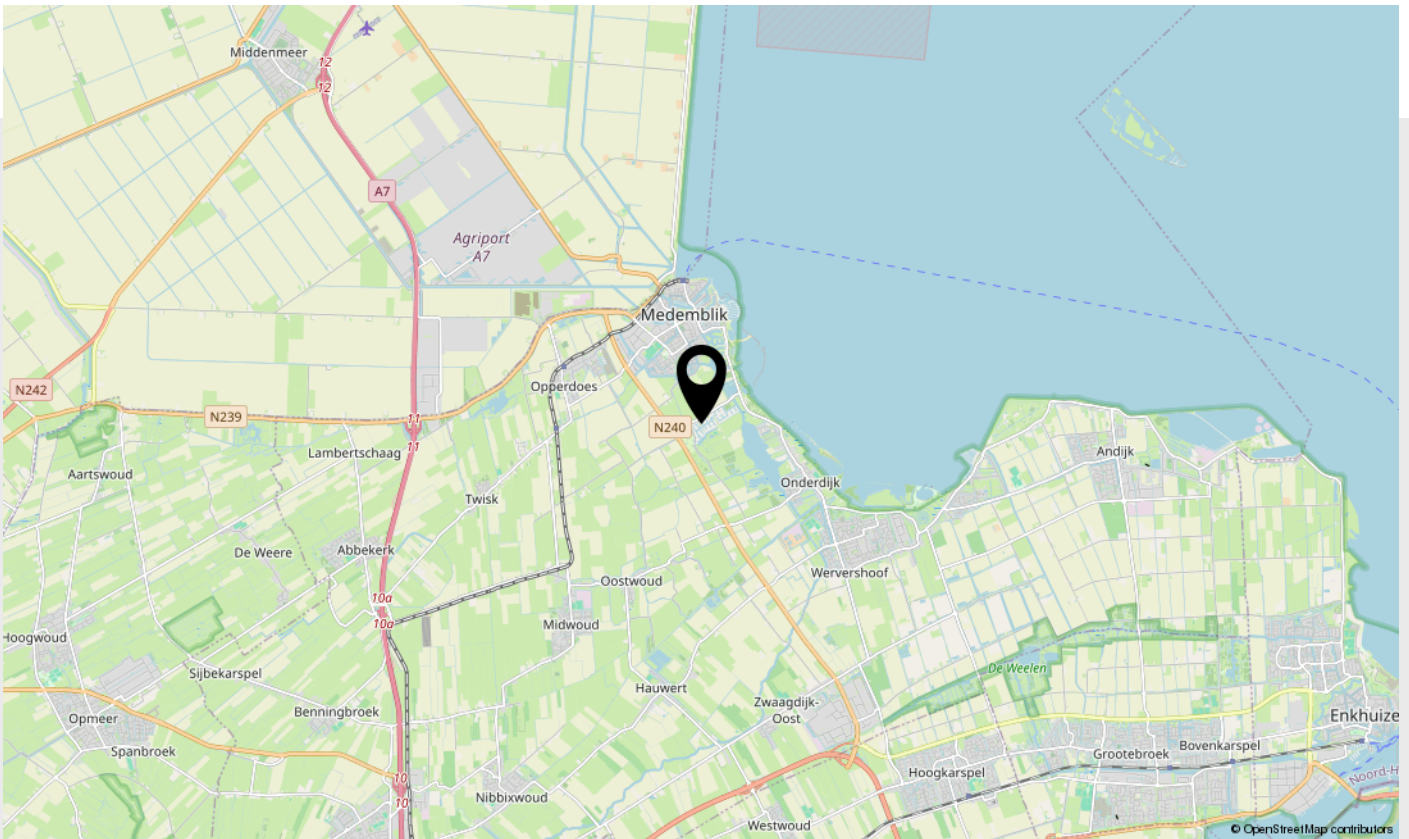 Middenmeer
12
12
A7
Agriport
A7
Medemblik
Opperdoes
N242
N239
N240
11
11
Lambertschaag
Aartswoud
Andijk
Onderdijk
Twisk
De Weere
Abbekerk
Wervershoof
Oostwoud
10a
10a
Midwoud
Hoogwoud
De Weelen
Sijbekarspel
Hauwert
Zwaagdijk-
Oost
Benningbroek
Opmeer
Enkhuize
Spanbroek
Grootebroek
Bovenkarspel
Hoogkarspel
Noord-H
10
10
Nibbixwoud
Westwoud
© OpenStreetMap contributors